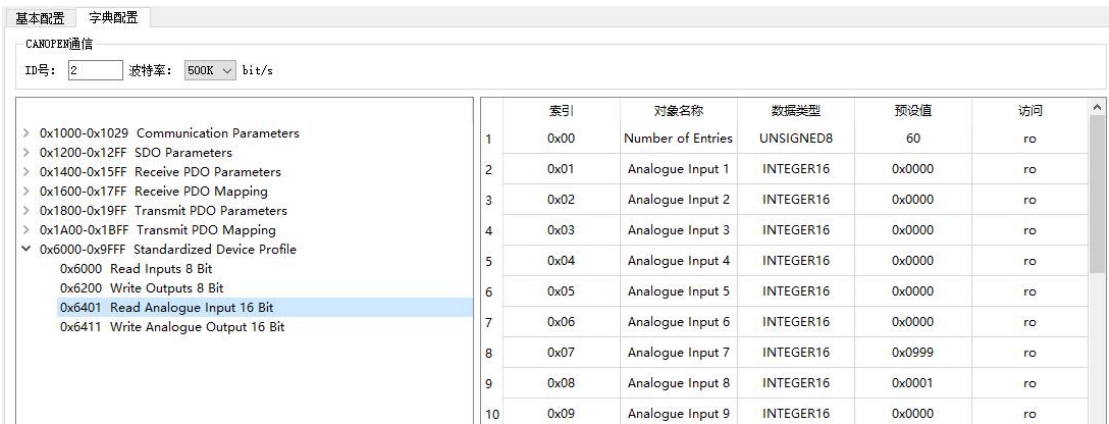 基本配置 字典配置
CANOPEN通信
ID号: 2 波特率: 500K bit/s
0x1000-0x1029 Communication Parameters
0x1200-0x12FF SDO Parameters
0x1400-0x15FF Receive PDO Parameters
0x1600-0x17FF Receive PDO Mapping
0x1800-0x19FF Transmit PDO Parameters
0x1A00-0x1BFF Transmit PDO Mapping
0x6000-0x9FFF Standardized Device Profile
0x6000 Read Inputs 8 Bit
0x6200 Write Outputs 8 Bit
0x6401 Read Analogue Input 16 Bit
0x6411 Write Analogue Output 16 Bit
索引 对象名称 数据类型 预设值 访问
1 0x00 Number of Entries UNSIGNED8 60 ro
2 0x01 Analogue Input 1 INTEGER16 0x0000 ro
3 0x02 Analogue Input 2 INTEGER16 0x0000 ro
4 0x03 Analogue Input 3 INTEGER16 0x0000 ro
5 0x04 Analogue Input 4 INTEGER16 0x0000 ro
6 0x05 Analogue Input 5 INTEGER16 0x0000 ro
7 0x06 Analogue Input 6 INTEGER16 0x0000 ro
8 0x07 Analogue Input 7 INTEGER16 0x0999 ro
9 0x08 Analogue Input 8 INTEGER16 0x0001 ro
10 0x09 Analogue Input 9 INTEGER16 0x0000 ro